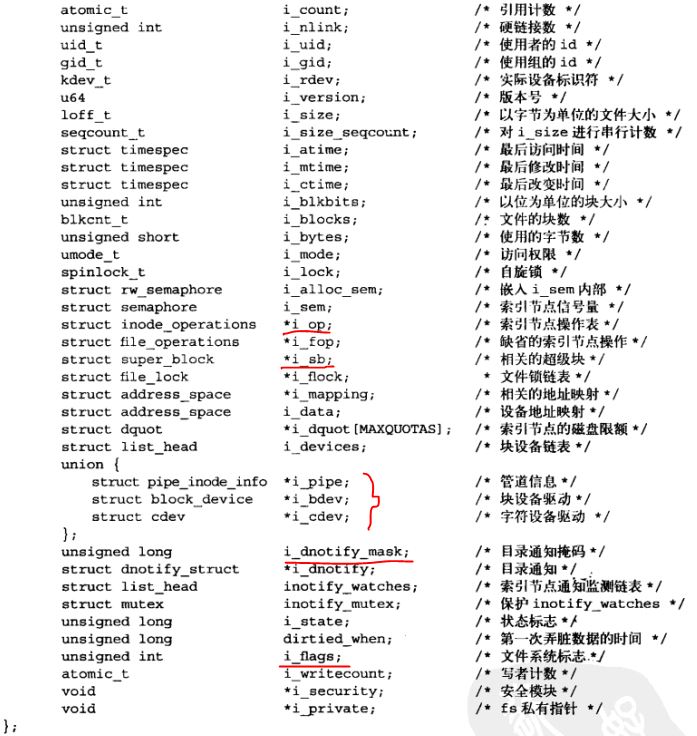 atomic_t i_count; /* 引用计数 */
unsigned int i_nlink; /* 硬链接数 */
uid_t i_uid; /* 使用者的 id */
gid_t i_gid; /* 使用组的 id */
kdev_t i_rdev; /* 实际设备标识符 */
u64 i_version; /* 版本号 */
loff_t i_size; /* 以字节为单位的文件大小 */
seqcount_t i_size_seqcount; /* 对 i_size 进行串行计数 */
struct timespec i_atime; /* 最后访问时间 */
struct timespec i_mtime; /* 最后修改时间 */
struct timespec i_ctime; /* 最后改变时间 */
unsigned int i_blkbits; /* 以位为单位的块大小 */
blkcnt_t i_blocks; /* 文件的块数 */
unsigned short i_bytes; /* 使用的字节数 */
umode_t i_mode; /* 访问权限 */
spinlock_t i_lock; /* 自旋锁 */
struct rw_semaphore i_alloc_sem; /* 嵌入 i_sem 内部 */
struct semaphore i_sem; /* 索引节点信号量 */
struct inode_operations *i_op; /* 索引节点操作表 */
struct file_operations *i_fop; /* 缺省的索引节点操作 */
struct super_block *i_sb; /* 相关的超级块 */
struct file_lock *i_flock; * 文件锁链表 */
struct address_space *i_mapping; /* 相关的地址映射 */
struct address_space i_data; /* 设备地址映射 */
struct dquot *i_dquot[MAXQUOTAS]; /* 索引节点的磁盘限额 */
struct list_head i_devices; /* 块设备链表 */
union {
struct pipe_inode_info *i_pipe; /* 管道信息 */
struct block_device *i_bdev; /* 块设备驱动 */
struct cdev *i_cdev; /* 字符设备驱动 */
};
unsigned long i_dnotify_mask; /* 目录通知掩码 */
struct dnotify_struct *i_dnotify; /* 目录通知 */
struct list_head inotify_watches; /* 索引节点通知监测链表 */
struct mutex inotify_mutex; /* 保护 inotify_watches */
unsigned long i_state; /* 状态标志 */
unsigned long dirtied_when; /* 第一次弄脏数据的时间 */
unsigned int i_flags; /* 文件系统标志 */
atomic_t i_writecount; /* 写者计数 */
void *i_security; /* 安全模块 */
void *i_private; /* fs 私有指针 */
};